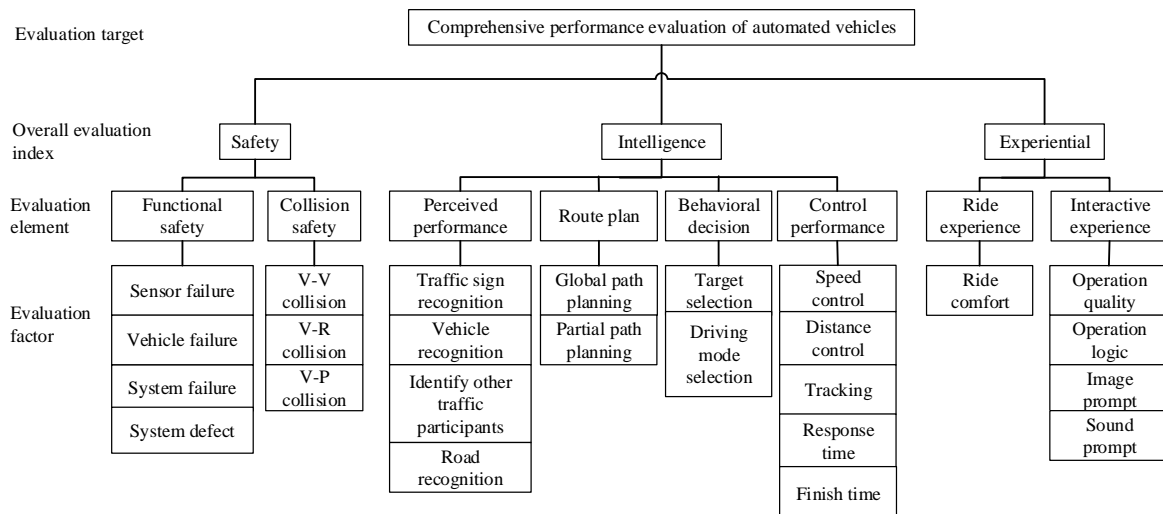 Evaluation target
Comprehensive performance evaluation of automated vehicles
Overall evaluation
index
Safety
Intelligence
Experiential
Evaluation
element
Functional
safety
Collision
safety
Perceived
performance
Route plan
Behavioral
decision
Control
performance
Ride
experience
Interactive
experience
Evaluation
factor
Sensor failure
Vehicle failure
System failure
System defect
V-V
collision
V-R
collision
V-P
collision
Traffic sign
recognition
Vehicle
recognition
Identify other
traffic
participants
Road
recognition
Global path
planning
Partial path
planning
Target
selection
Driving
mode
selection
Speed
control
Distance
control
Tracking
Response
time
Finish time
Ride
comfort
Operation
quality
Operation
logic
Image
prompt
Sound
prompt